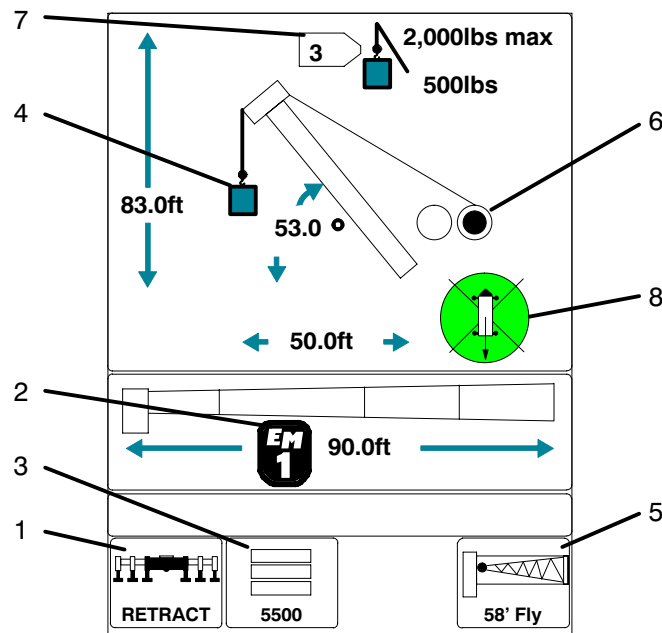 7
3
2,000lbs max
500lbs
4
6
83.0ft
53.0 °
8
50.0ft
2
EM
1
90.0ft
3
1
5
RETRACT
5500
58' Fly